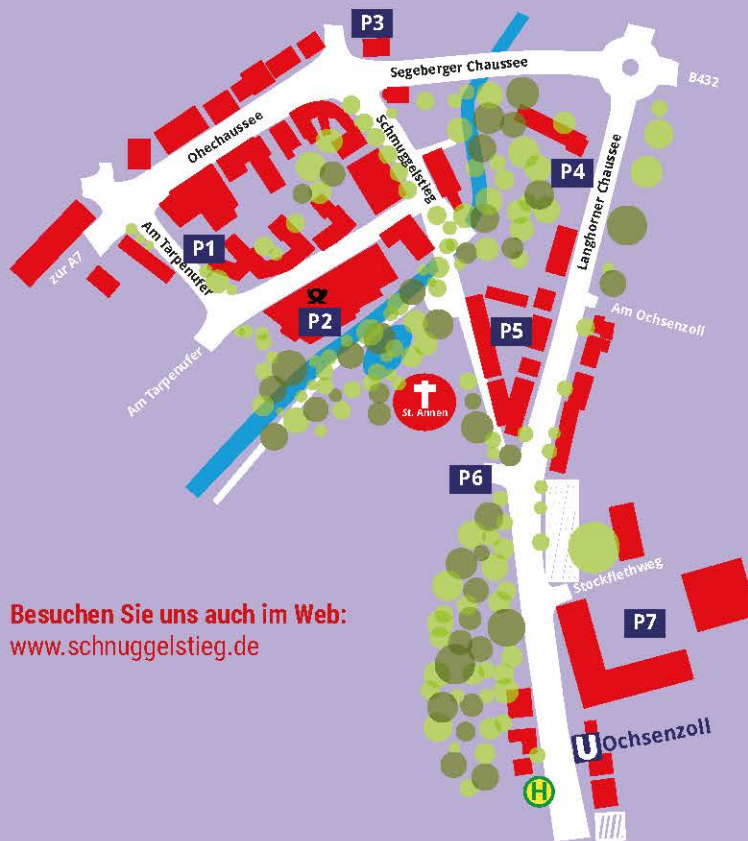 P3
Segeberger Chaussee
B432
Ohechaussee
Schmuggelstieg
P4
Langhorner Chaussee
Am Tarpenufer
P1
zur A7
P2
Am Ochsenzoll
P5
Am Tarpenufer
St. Annen
P6
Stockflethweg
Besuchen Sie uns auch im Web:
www.schnuggelstieg.de
P7
U Ochsenzoll
H